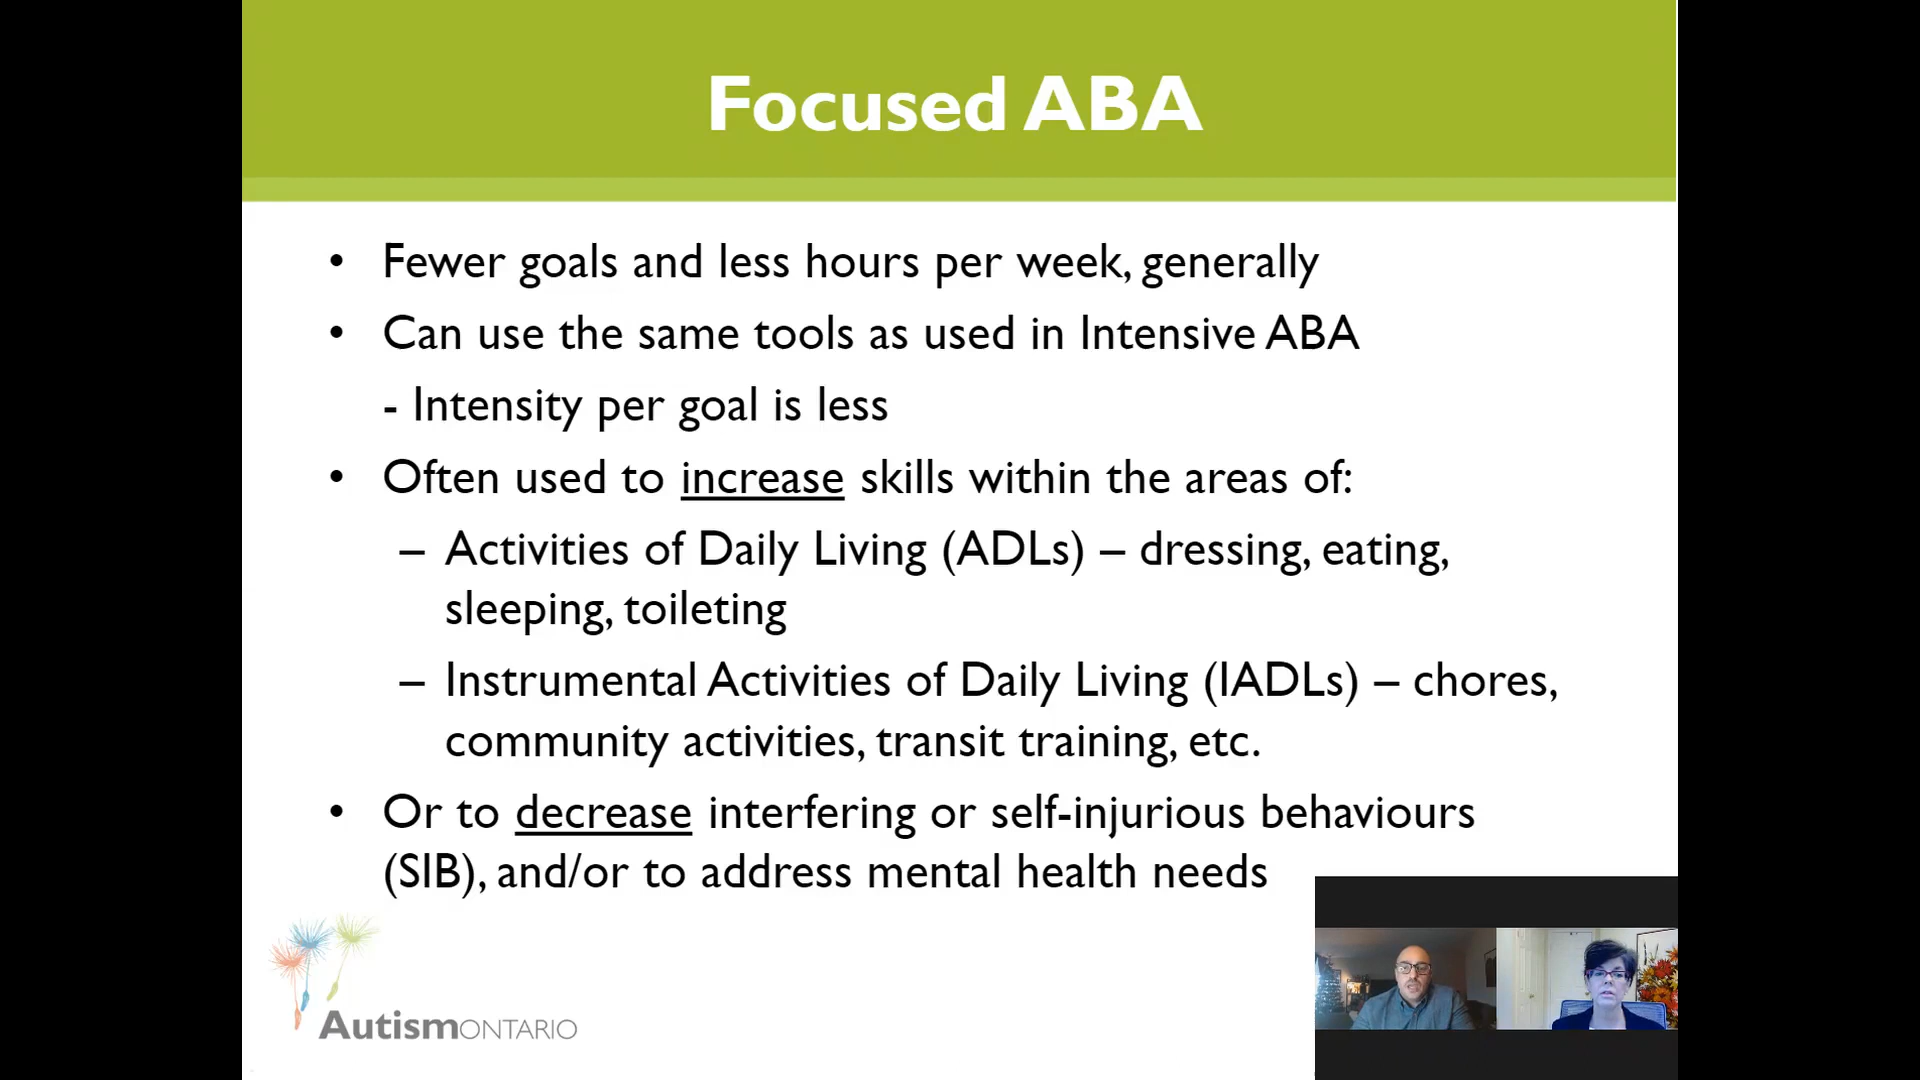 Focused ABA
• Fewer goals and less hours per week, generally
• Can use the same tools as used in Intensive ABA
- Intensity per goal is less
• Often used to increase skills within the areas of:
– Activities of Daily Living (ADLs) – dressing, eating,
sleeping, toileting
– Instrumental Activities of Daily Living (IADLs) – chores,
community activities, transit training, etc.
• Or to decrease interfering or self-injurious behaviours
(SIB), and/or to address mental health needs
AutismONTARIO